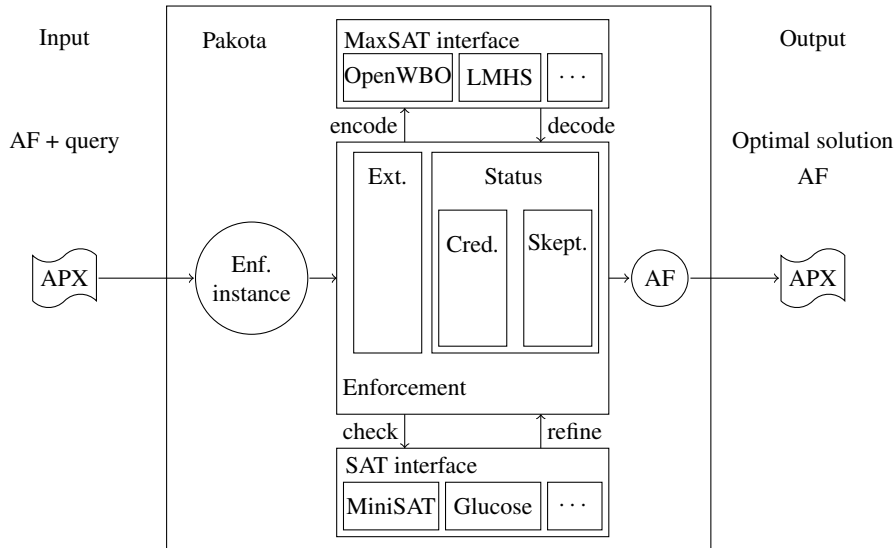 Input
Pakota
MaxSAT interface
OpenWBO
LMHS
···
Output
encode
decode
AF + query
Optimal solution
AF
Ext.
Status
Cred.
Skept.
APX
Enf.
instance
AF
APX
Enforcement
check
refine
SAT interface
MiniSAT
Glucose
···